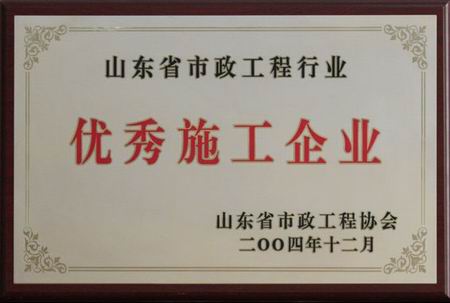 山东省市政工程行业
优秀施工企业
山东省市政工程协会
二〇〇四年十二月